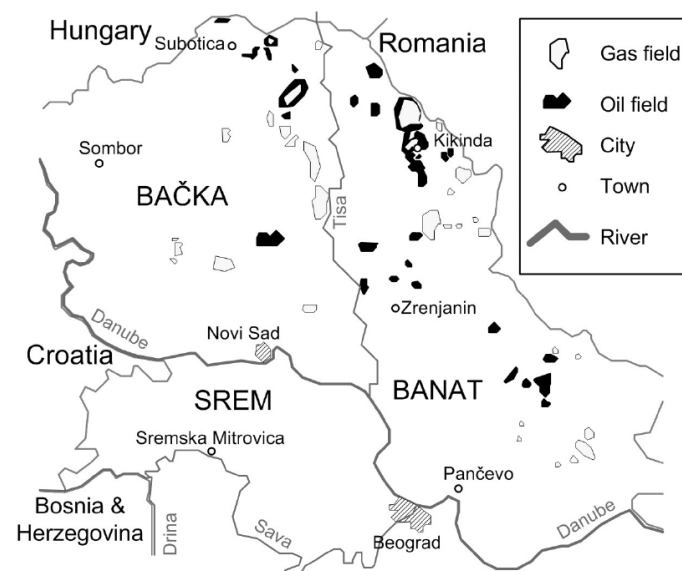 Hungary
Subotica
Romania
Gas field
Oil field
City
Town
River
Kikinda
Sombor
BAČKA
Tisa
Zrenjanin
Danube
Novi Sad
Croatia
SREM
BANAT
Sremska Mitrovica
Pančevo
Bosnia &
Herzegovina
Drina
Sava
Beograd
Danube